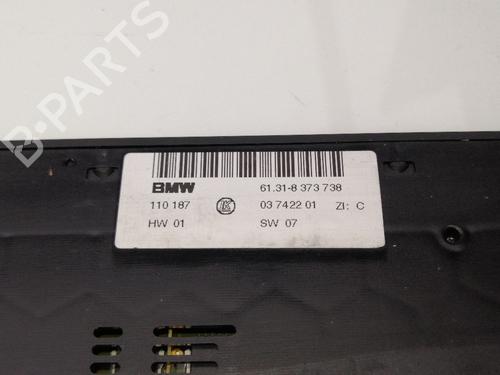 BMW 61.31-8 373 738
110 187 K 03 7422 01 ZI: C
HW 01 SW 07
B-PARTS